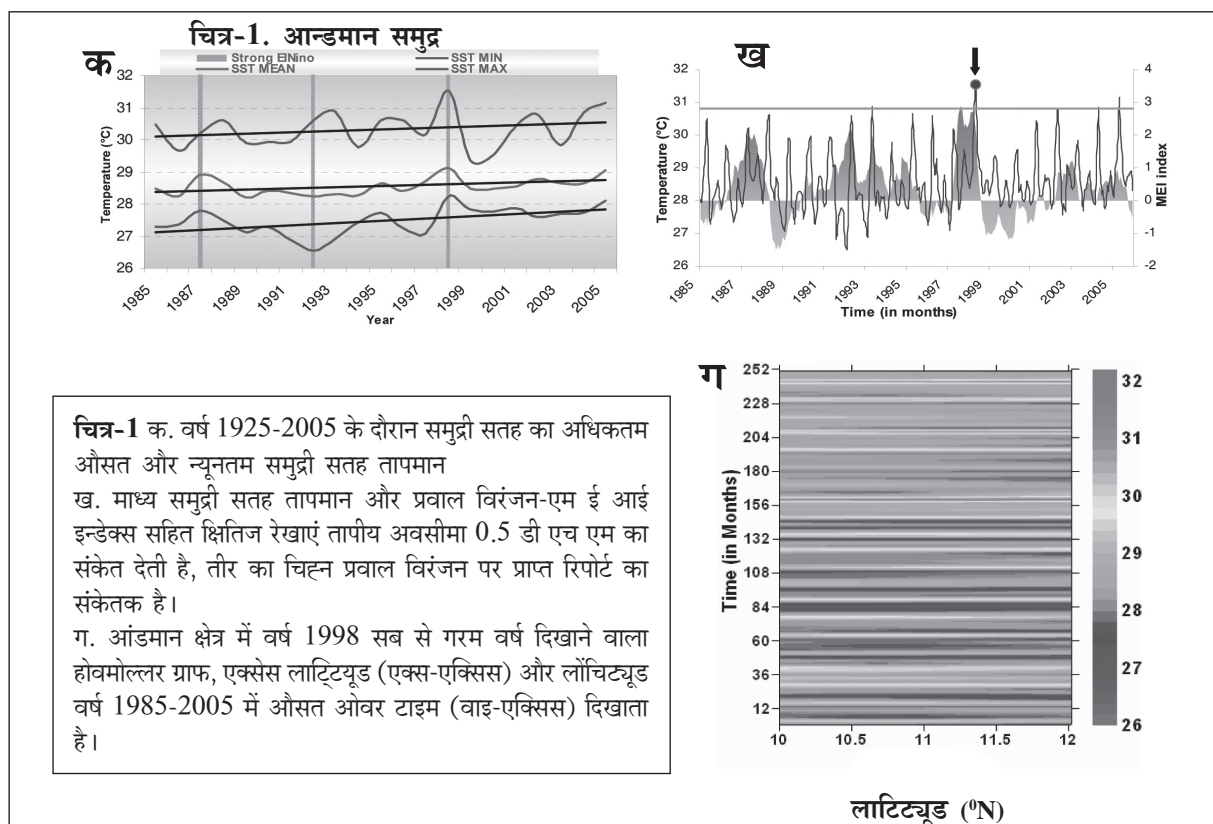 चित्र-1. आन्डमान समुद्र
क
Strong ElNino
SST MIN
SST MEAN
SST MAX
32
31
30
29
28
27
26
Temperature (°C)
1985
1987
1989
1991
1993
1995
1997
1999
2001
2003
2005
Year
ख
32
31
30
29
28
27
26
Temperature (°C)
4
3
2
1
0
-1
-2
MEI index
1985
1987
1989
1991
1993
1995
1997
1999
2001
2003
2005
Time (in months)
चित्र-1 क. वर्ष 1925-2005 के दौरान समुद्री सतह का अधिकतम
औसत और न्यूनतम समुद्री सतह तापमान
ख. माध्य समुद्री सतह तापमान और प्रवाल विरंजन-एम ई आई
इन्डेक्स सहित क्षितिज रेखाएं तापीय अवसीमा 0.5 डी एच एम का
संकेत देती है, तीर का चिह्न प्रवाल विरंजन पर प्राप्त रिपोर्ट का
संकेतक है।
ग. आंडमान क्षेत्र में वर्ष 1998 सब से गरम वर्ष दिखाने वाला
होवमोल्लर ग्राफ, एक्सेस लाट्टियूड (एक्स-एक्सिस) और लोंचिट्यूड
वर्ष 1985-2005 में औसत ओवर टाइम (वाइ-एक्सिस) दिखाता
है।
ग
252
228
204
180
156
132
108
84
60
36
12
Time (in Months)
10
10.5
11
11.5
12
32
31
30
29
28
27
26
लाटिट्यूड (⁰N)